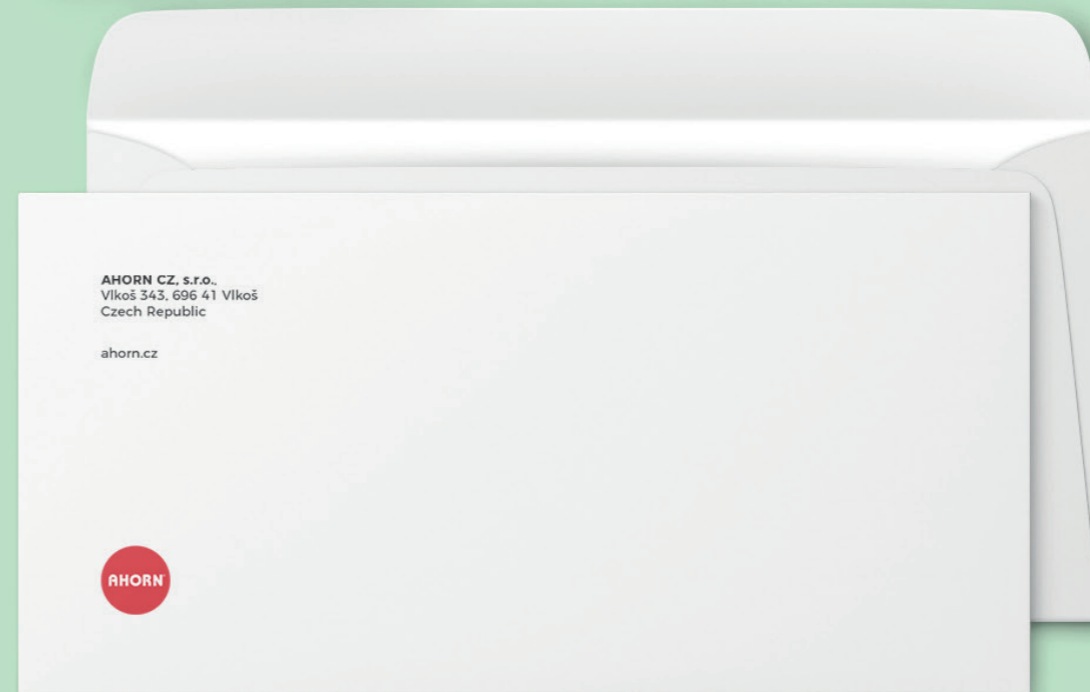 AHORN CZ, s.r.o.,
Vlkoš 343, 696 41 Vlkoš
Czech Republic
ahorn.cz
AHORN